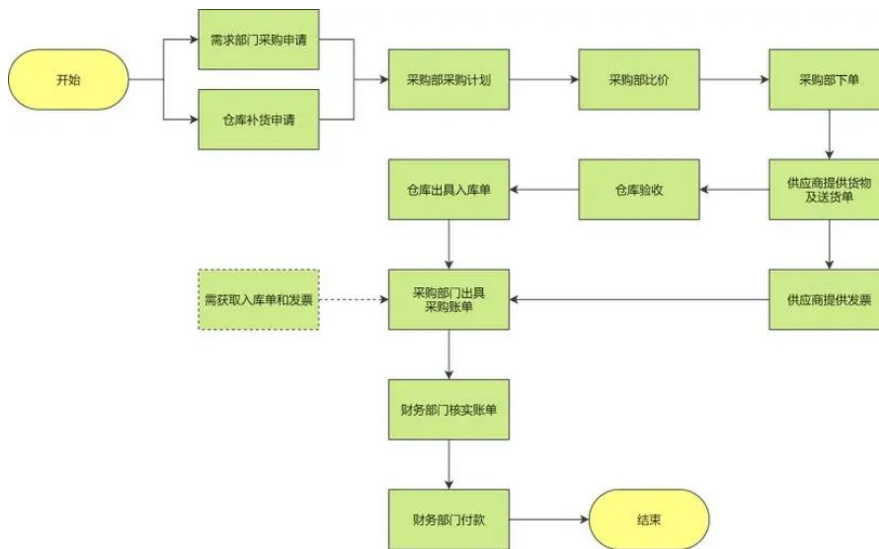 需求部门采购申请
开始
采购部采购计划
采购部比价
采购部下单
仓库补货申请
仓库出具入库单
仓库验收
供应商提供货物
及送货单
需获取入库单和发票
采购部门出具
采购账单
供应商提供发票
财务部门核实账单
财务部门付款
结束